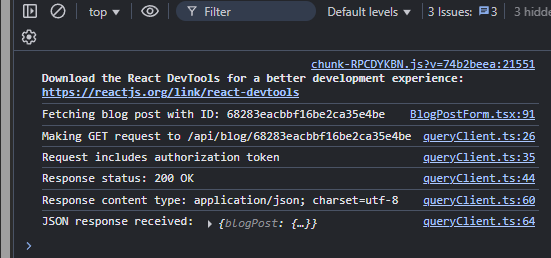 top
Filter
Default levels
3 Issues:
3
3 hidde
chunk-RPCDYKBN.js?v=74b2beea:21551
Download the React DevTools for a better development experience:
https://reactjs.org/link/react-devtools
Fetching blog post with ID: 68283eacbbf16be2ca35e4be BlogPostForm.tsx:91
Making GET request to /api/blog/68283eacbbf16be2ca35e4be queryClient.ts:26
Request includes authorization token queryClient.ts:35
Response status: 200 OK queryClient.ts:44
Response content type: application/json; charset=utf-8 queryClient.ts:60
JSON response received: {blogPost: {…}} queryClient.ts:64